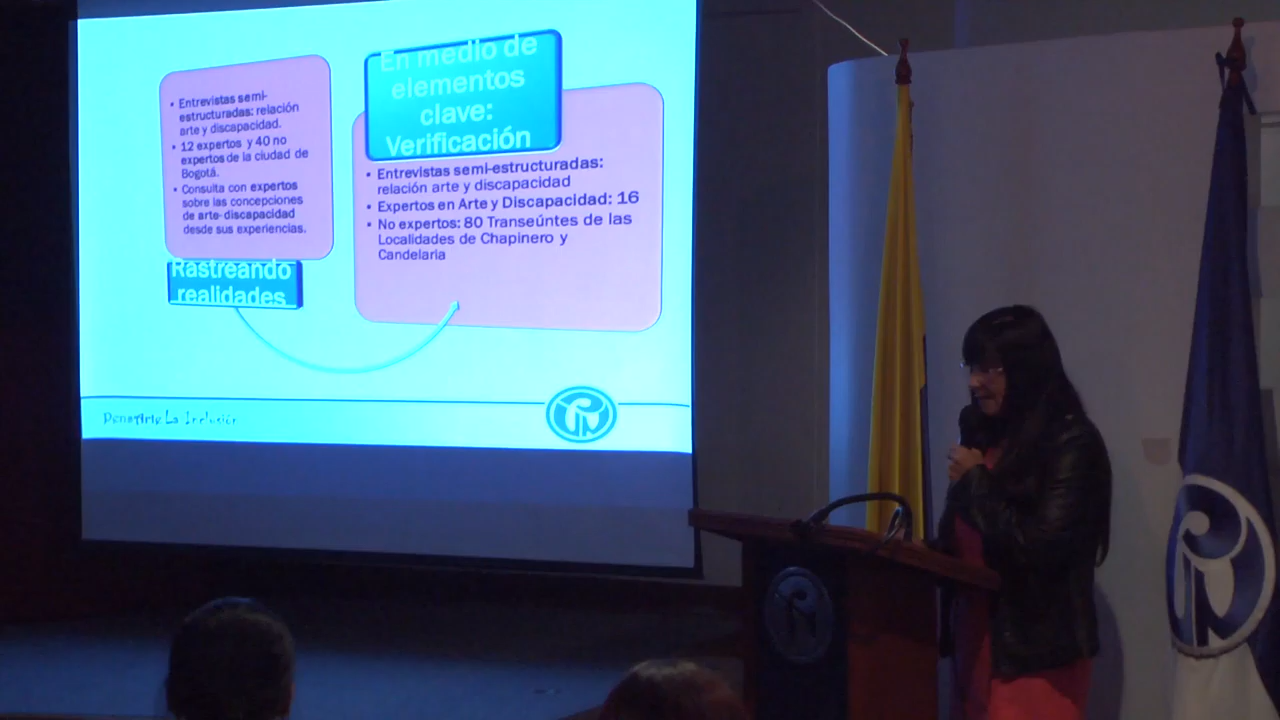 • Entrevistas semi-
estructuradas: relación
arte y discapacidad.
• 12 expertos y 40 no
expertos de la ciudad de
Bogotá.
• Consulta con expertos
sobre las concepciones
de arte-discapacidad
desde sus experiencias.
Rastreando
realidades
En medio de
elementos
clave:
Verificación
• Entrevistas semi-estructuradas:
relación arte y discapacidad
• Expertos en Arte y Discapacidad: 16
• No expertos: 80 Transeúntes de las
Localidades de Chapinero y
Candelaria
PensArte La Inclusión